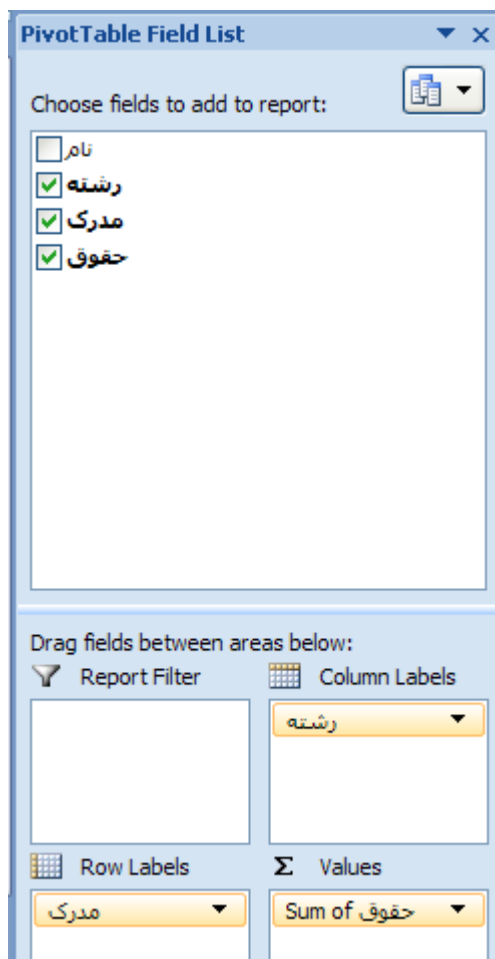 PivotTable Field List
Choose fields to add to report:
نام
رشته
مدرک
حقوق
Drag fields between areas below:
Report Filter
Column Labels
رشته
Row Labels
Σ Values
مدرک
Sum of حقوق